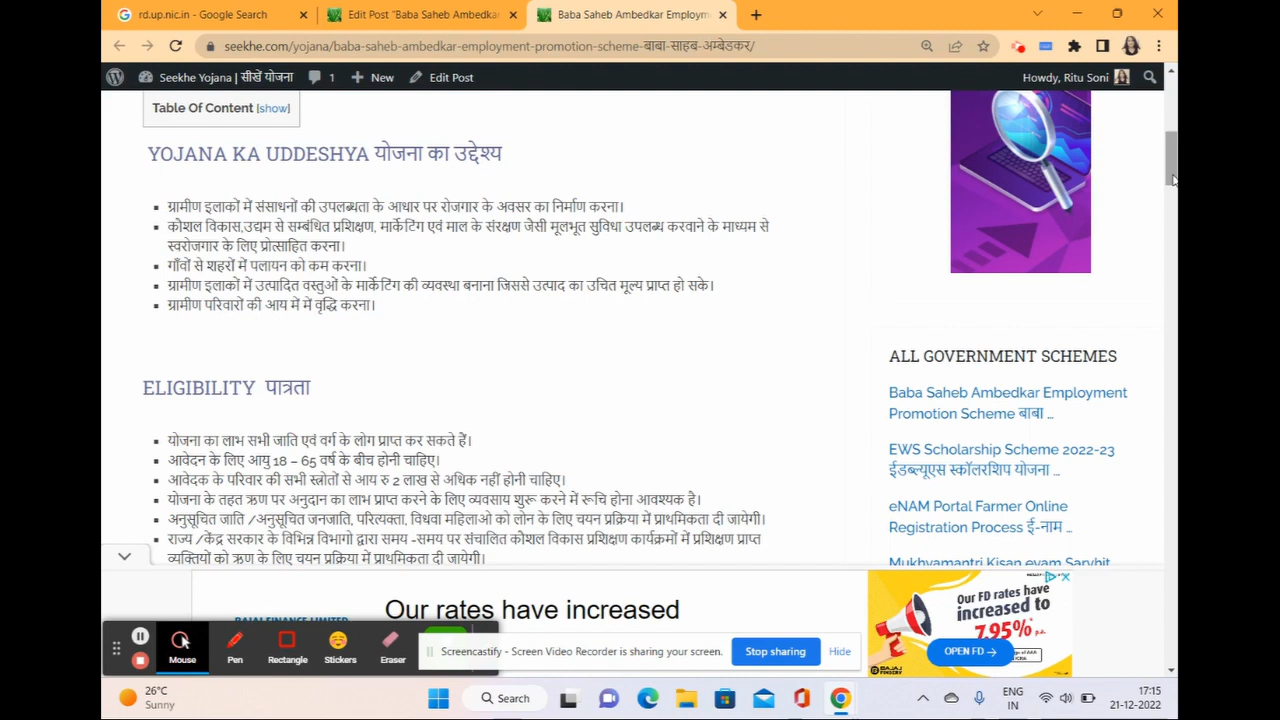 rd.up.nic.in - Google Search
Edit Post "Baba Saheb Ambedkar
Baba Saheb Ambedkar Employm
seekhe.com/yojana/baba-saheb-ambedkar-employment-promotion-scheme-बाबा-साहब-अम्बेडकर/
Seekhe Yojana | सीखें योजना
1
New
Edit Post
Howdy, Ritu Soni
Table Of Content [show]
YOJANA KA UDDESHYA योजना का उद्देश्य
ग्रामीण इलाकों में संसाधनों की उपलब्धता के आधार पर रोजगार के अवसर का निर्माण करना।
कौशल विकास,उद्यम से सम्बंधित प्रशिक्षण, मार्केटिंग एवं माल के संरक्षण जैसी मूलभूत सुविधा उपलब्ध करवाने के माध्यम से
स्वरोजगार के लिए प्रोत्साहित करना।
गाँवों से शहरों में पलायन को कम करना।
ग्रामीण इलाकों में उत्पादित वस्तुओं के मार्केटिंग की व्यवस्था बनाना जिससे उत्पाद का उचित मूल्य प्राप्त हो सके।
ग्रामीण परिवारों की आय में में वृद्धि करना।
ELIGIBILITY पात्रता
योजना का लाभ सभी जाति एवं वर्ग के लोग प्राप्त कर सकते हैं।
आवेदन के लिए आयु 18 – 65 वर्ष के बीच होनी चाहिए।
आवेदक के परिवार की सभी स्त्रोतों से आय रु 2 लाख से अधिक नहीं होनी चाहिए।
योजना के तहत ऋण पर अनुदान का लाभ प्राप्त करने के लिए व्यवसाय शुरू करने में रूचि होना आवश्यक है।
अनुसूचित जाति /अनुसूचित जनजाति, परित्यक्ता, विधवा महिलाओ को लोन के लिए चयन प्रक्रिया में प्राथमिकता दी जायेगी।
राज्य /केंद्र सरकार के विभिन्न विभागो द्वारा समय -समय पर संचालित कौशल विकास प्रशिक्षण कार्यक्रमों में प्रशिक्षण प्राप्त
व्यक्तियों को ऋण के लिए चयन प्रक्रिया में प्राथमिकता दी जायेगी।
ALL GOVERNMENT SCHEMES
Baba Saheb Ambedkar Employment
Promotion Scheme बाबा ...
EWS Scholarship Scheme 2022-23
ईडब्ल्यूएस स्कॉलरशिप योजना ...
eNAM Portal Farmer Online
Registration Process ई-नाम ...
Mukhyamantri Kisan evam Sarvhit
Our rates have increased
BAJAJ FINANCE LIMITED
Our FD rates have
increased to
7.95% p.a.
OPEN FD
BAJAJ
FINSERV
Mouse
Pen
Rectangle
Stickers
Eraser
Screencastify - Screen Video Recorder is sharing your screen.
Stop sharing
Hide
26°C
Sunny
Search
ENG
IN
17:15
21-12-2022